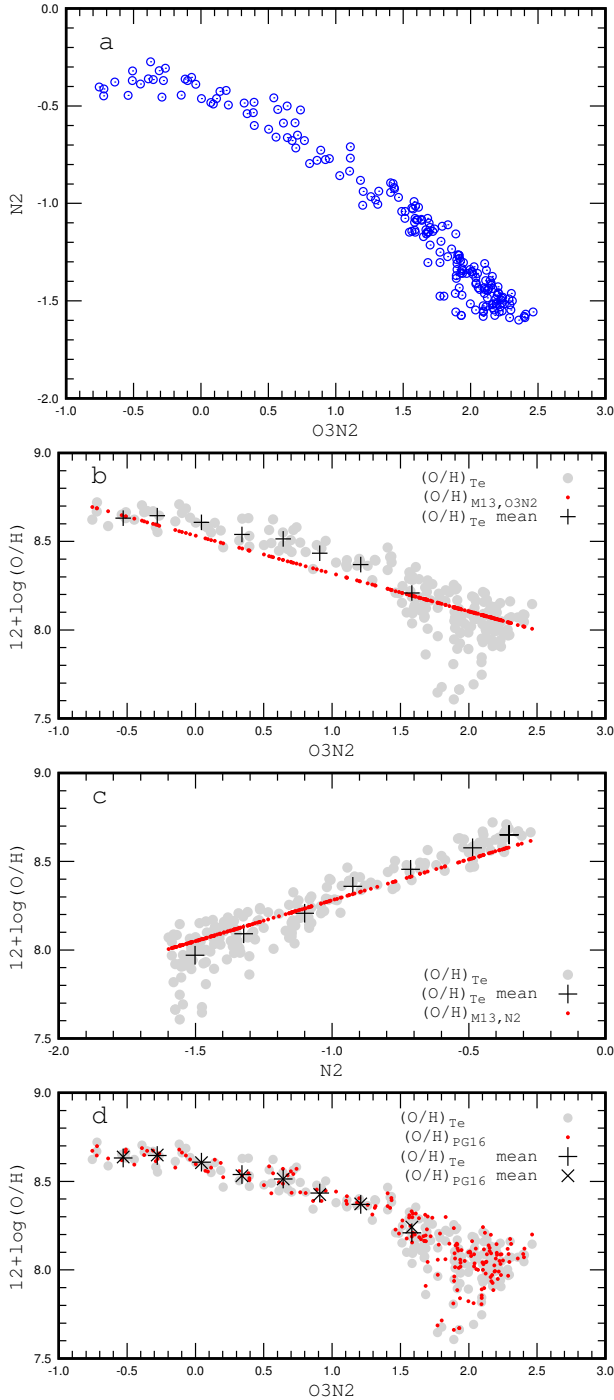 a
0.0
-0.5
-1.0
-1.5
-2.0
N2
-1.0 -0.5 0.0 0.5 1.0 1.5 2.0 2.5 3.0
O3N2
b
(O/H)Te
(O/H)M13,O3N2
(O/H)Te mean
9.0
8.5
8.0
7.5
12+log(O/H)
-1.0 -0.5 0.0 0.5 1.0 1.5 2.0 2.5 3.0
O3N2
c
9.0
8.5
8.0
7.5
12+log(O/H)
(O/H)Te
(O/H)Te mean
(O/H)M13,N2
-2.0 -1.5 -1.0 -0.5 0.0
N2
d
(O/H)Te
(O/H)PG16
(O/H)Te mean
(O/H)PG16 mean
9.0
8.5
8.0
7.5
12+log(O/H)
-1.0 -0.5 0.0 0.5 1.0 1.5 2.0 2.5 3.0
O3N2